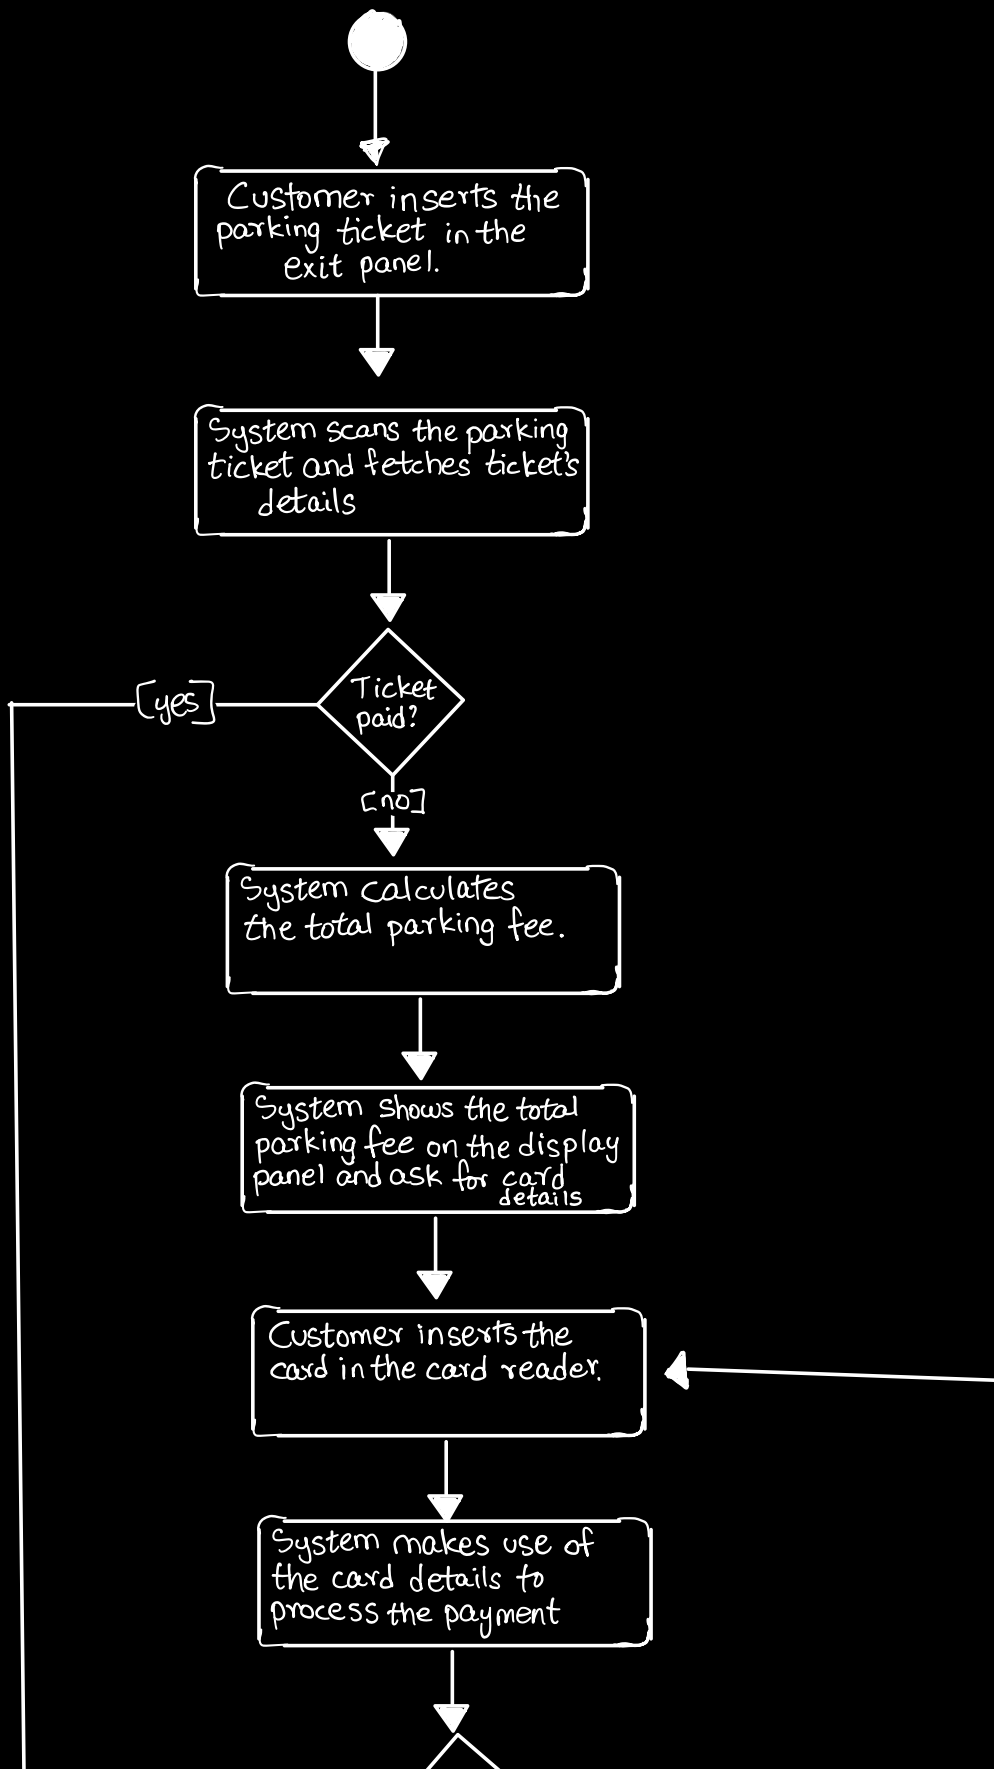 Customer inserts the
parking ticket in the
exit panel.
System scans the parking
ticket and fetches ticket's
details
Ticket
paid?
[yes]
[no]
System calculates
the total parking fee.
System shows the total
parking fee on the display
panel and ask for card
details
Customer inserts the
card in the card reader.
System makes use of
the card details to
process the payment